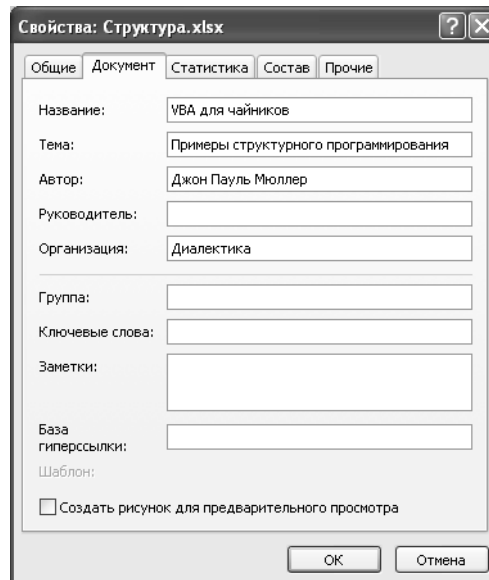 Свойства: Структура.xlsx
Общие Документ Статистика Состав Прочие
Название: VBA для чайников
Тема: Примеры структурного программирования
Автор: Джон Пауль Мюллер
Руководитель:
Организация: Диалектика
Группа:
Ключевые слова:
Заметки:
База
гиперссылки:
Шаблон:
Создать рисунок для предварительного просмотра
OK Отмена